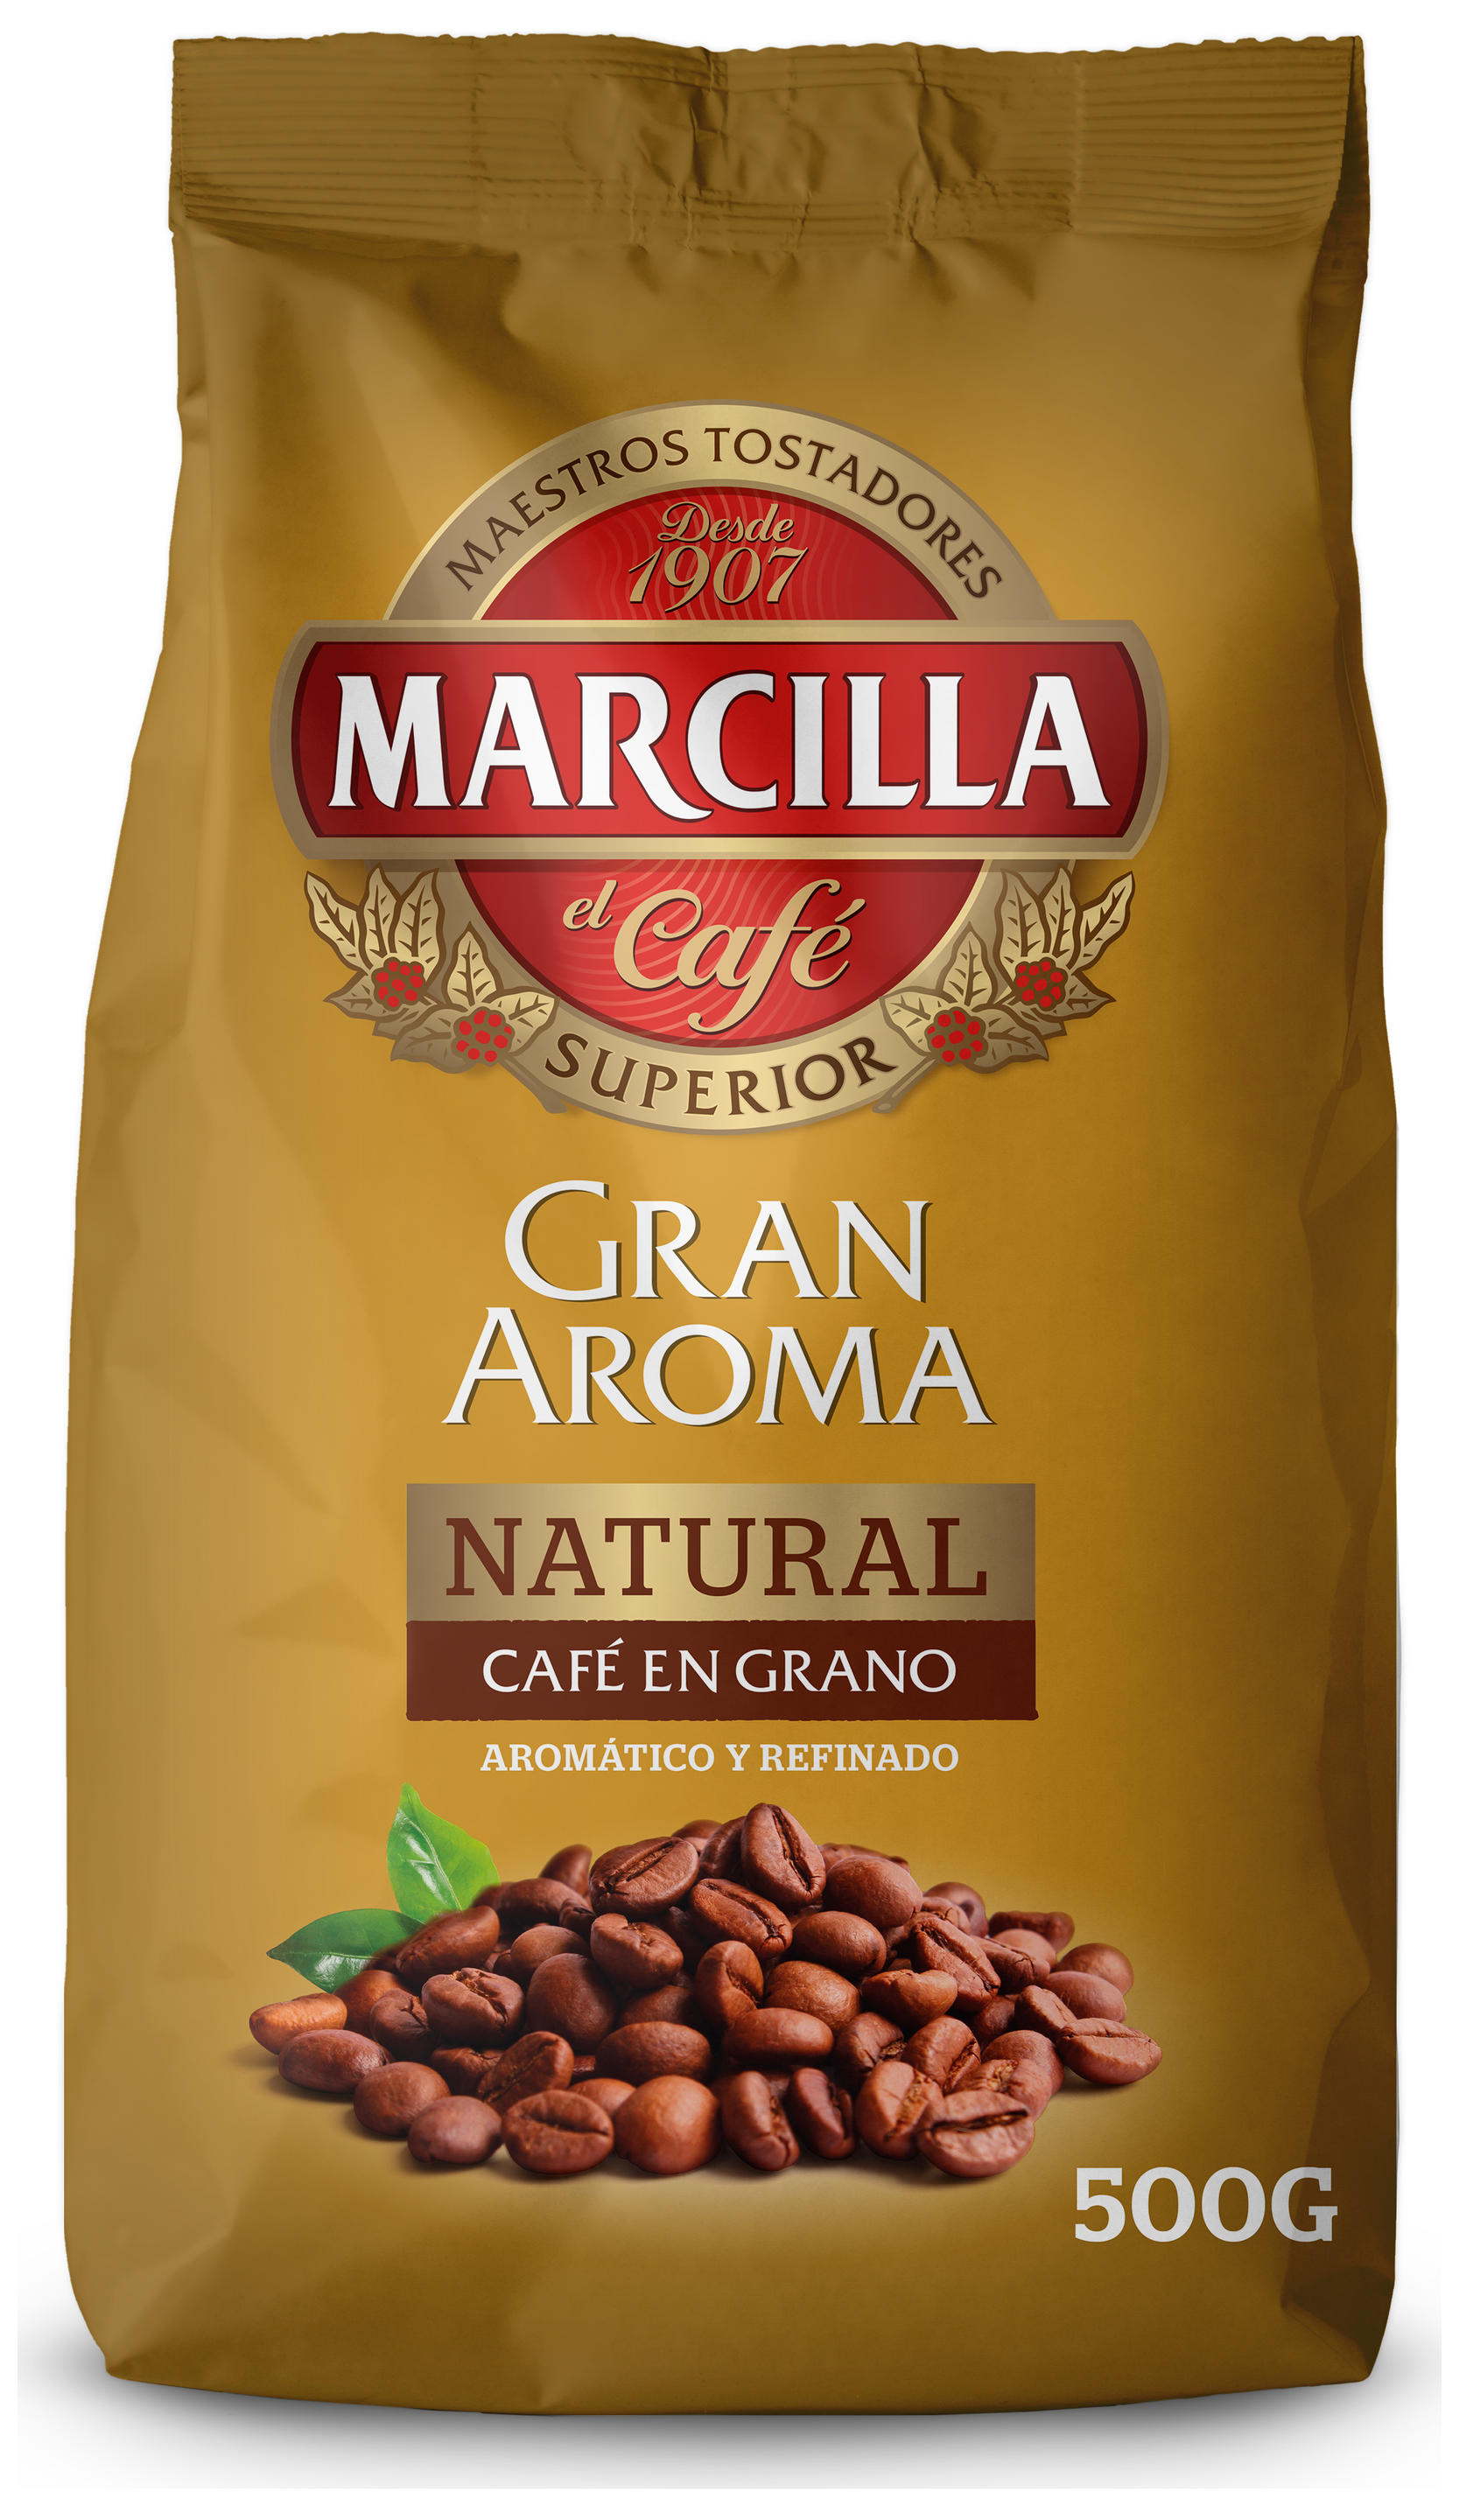 MAESTROS TOSTADORES
Desde
1907
MARCILLA
el Café
SUPERIOR
GRAN
AROMA
NATURAL
CAFÉ EN GRANO
AROMÁTICO Y REFINADO
500G